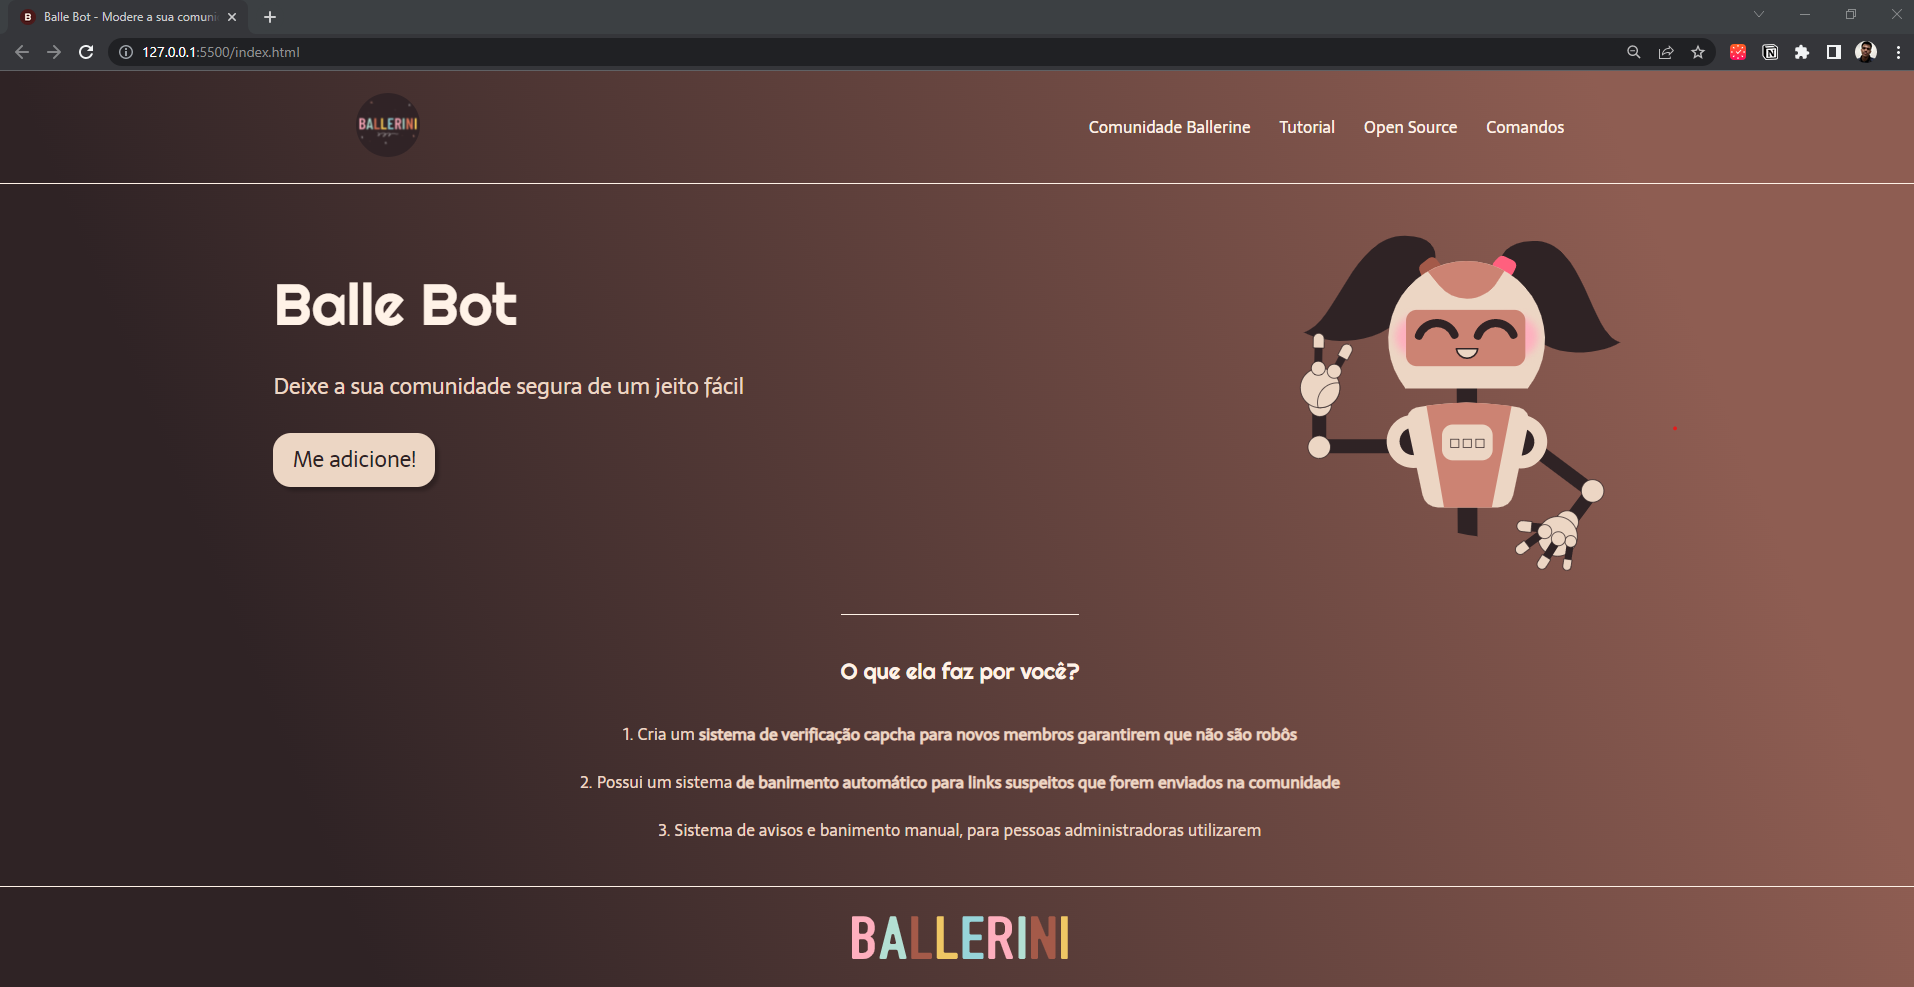 Balle Bot - Modere a sua comuni
127.0.0.1:5500/index.html
BALLERINI
Comunidade Ballerine Tutorial Open Source Comandos
Balle Bot
Deixe a sua comunidade segura de um jeito fácil
Me adicione!
O que ela faz por você?
1. Cria um sistema de verificação capcha para novos membros garantirem que não são robôs
2. Possui um sistema de banimento automático para links suspeitos que forem enviados na comunidade
3. Sistema de avisos e banimento manual, para pessoas administradoras utilizarem
BALLERINI